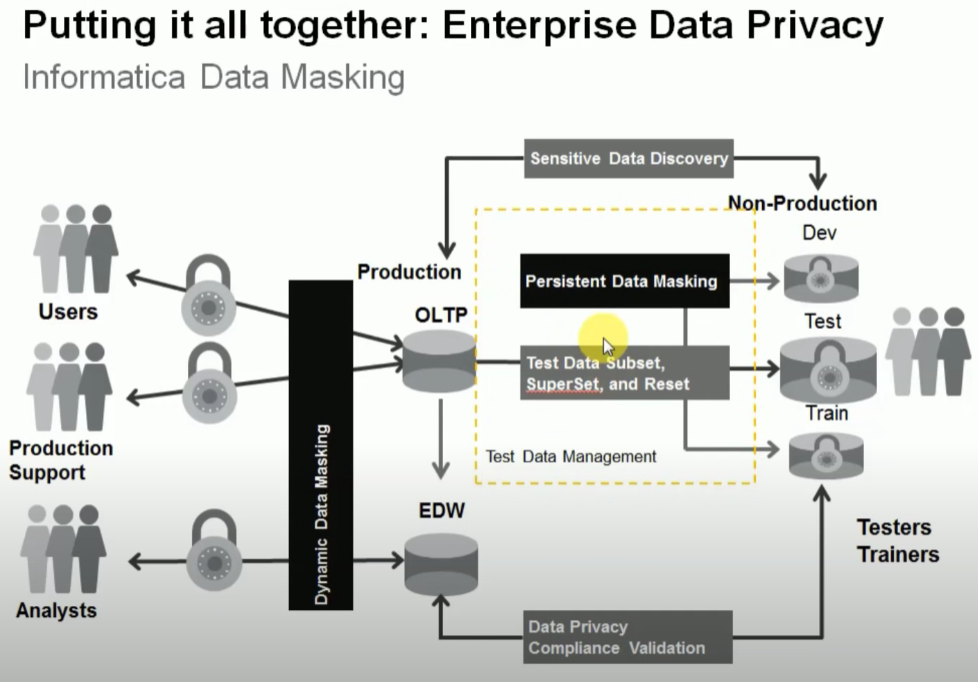 Putting it all together: Enterprise Data Privacy
Informatica Data Masking
Sensitive Data Discovery
Non-Production
Dev
Production
Persistent Data Masking
Users
OLTP
Test
Test Data Subset,
SuperSet, and Reset
Train
Production
Support
Dynamic Data Masking
Test Data Management
EDW
Testers
Trainers
Analysts
Data Privacy
Compliance Validation